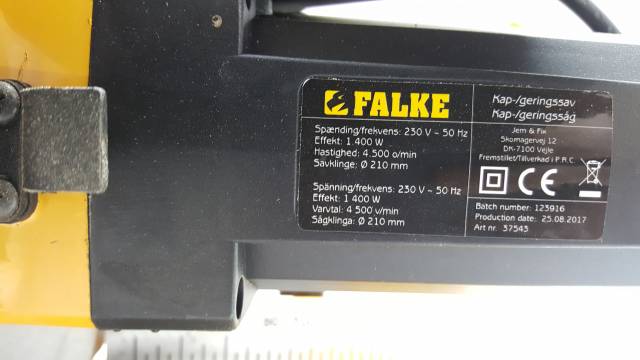 FALKE
Spænding/frekvens: 230 V ~ 50 Hz
Effekt: 1.400 W
Hastighed: 4.500 o/min
Savklinge: Ø 210 mm
Spänning/frekvens: 230 V ~ 50 Hz
Effekt: 1 400 W
Varvtal: 4 500 v/min
Sågklinga: Ø 210 mm
Kap-/geringssav
Kap-/geringssåg
Jem & Fix
Skomagervej 12
DK-7100 Vejle
Fremstillet/Tillverkad i P.R.C.
CE
Batch number: 123916
Production date: 25.08.2017
Art nr. 37543